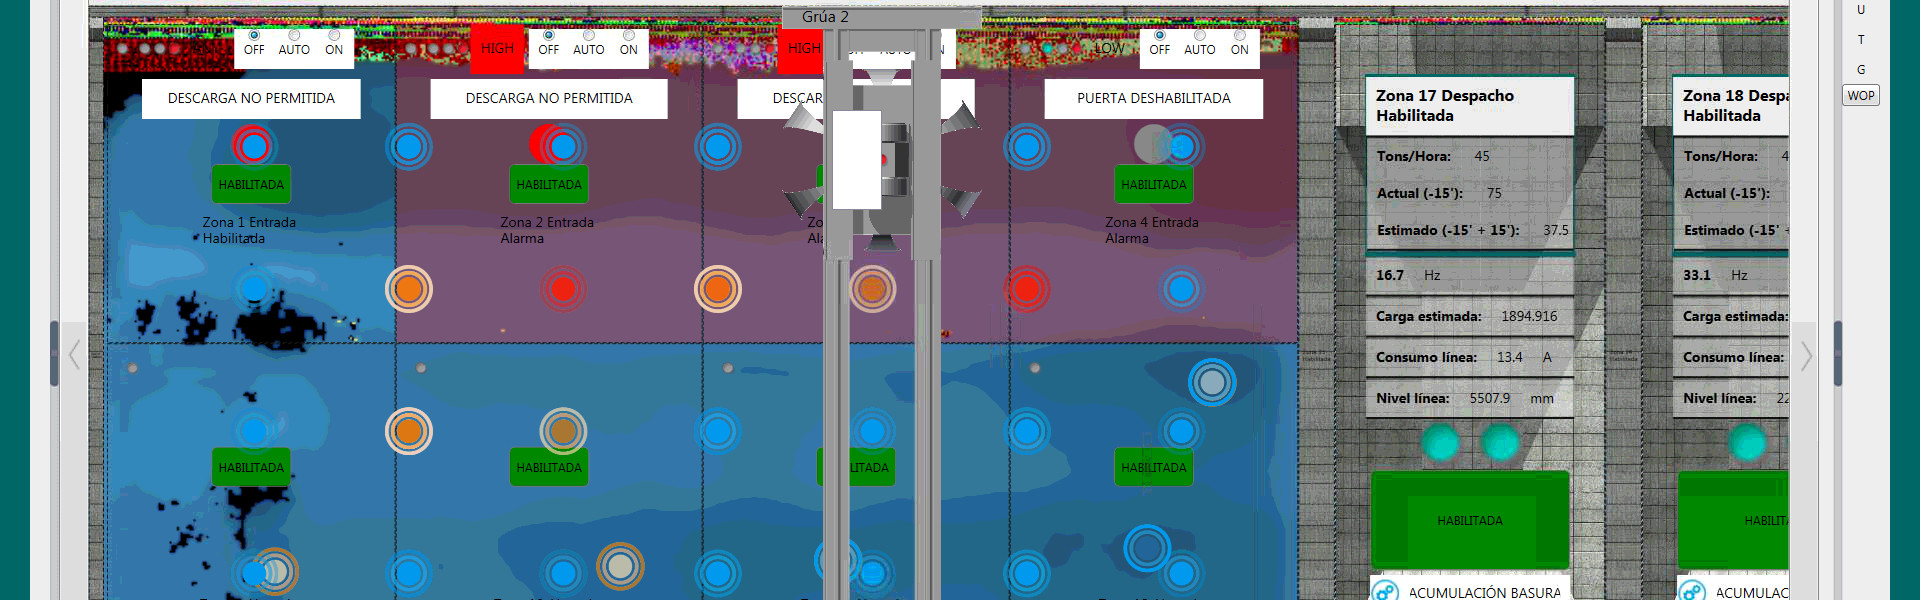 Grúa 2
U
T
G
WOP
OFF AUTO ON
HIGH
OFF AUTO ON
HIGH
LOW
OFF AUTO ON
DESCARGA NO PERMITIDA
DESCARGA NO PERMITIDA
DESCAR
PUERTA DESHABILITADA
HABILITADA
HABILITADA
HABILITADA
Zona 1 Entrada
Habilitada
Zona 2 Entrada
Alarma
Zo
Ala
Zona 4 Entrada
Alarma
HABILITADA
HABILITADA
LITADA
HABILITADA
Zona 17 Despacho
Habilitada
Tons/Hora: 45
Actual (-15'): 75
Estimado (-15' + 15'): 37.5
16.7 Hz
Carga estimada: 1894.916
Consumo línea: 13.4 A
Nivel línea: 5507.9 mm
HABILITADA
ACUMULACIÓN BASURA
Zona 18 Despa
Habilitada
Tons/Hora: 4
Actual (-15'):
Estimado (-15' +
33.1 Hz
Carga estimada:
Consumo línea:
Nivel línea: 22
HABILIT
ACUMULAC